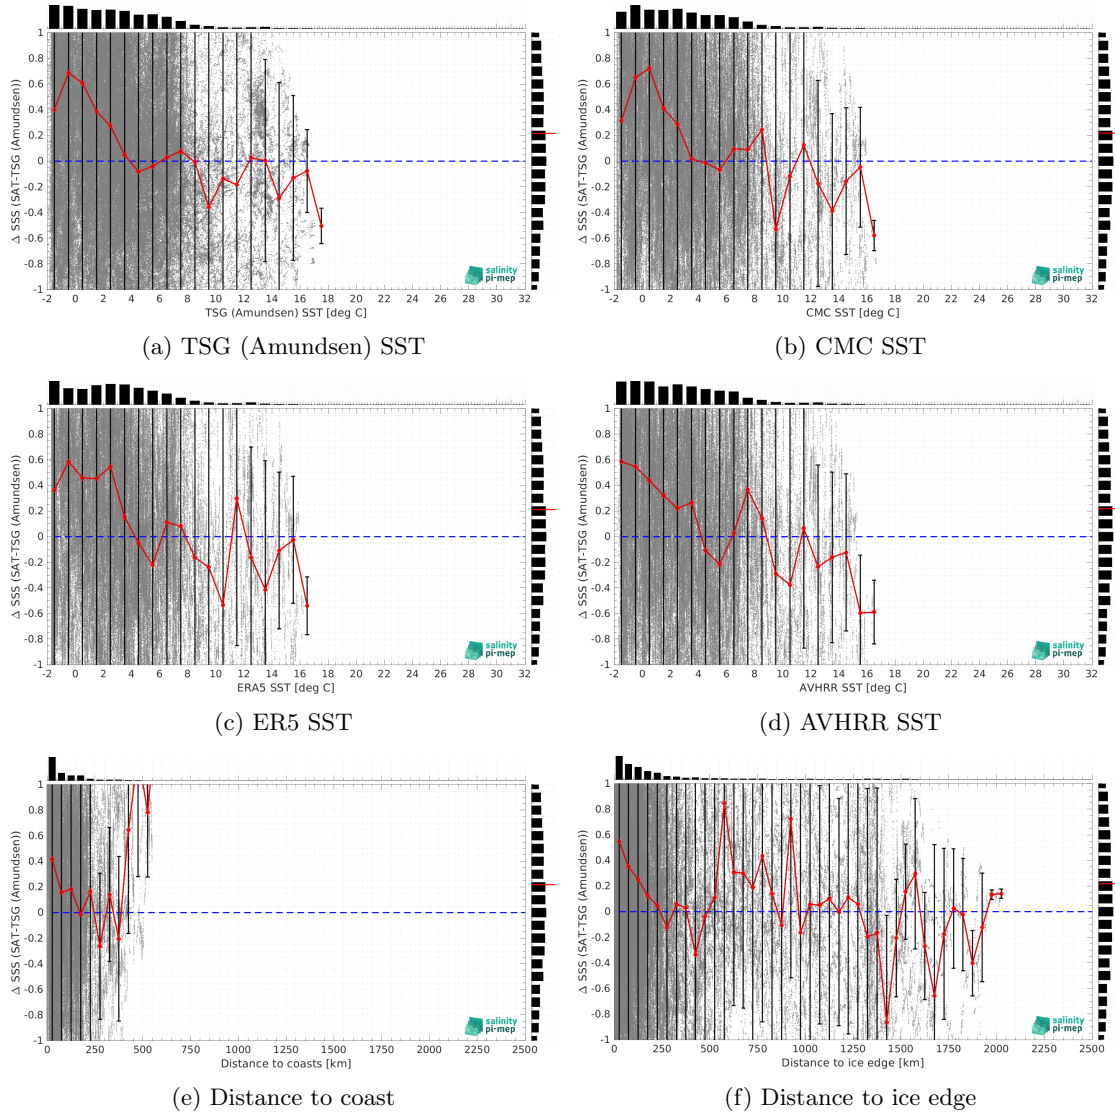 1
0.8
0.6
0.4
0.2
0
-0.2
-0.4
-0.6
-0.8
-1
Δ SSS (SAT-TSG (Amundsen))
salinity
pi-mep
-2 0 2 4 6 8 10 12 14 16 18 20 22 24 26 28 30 32
TSG (Amundsen) SST [deg C]
(a) TSG (Amundsen) SST
1
0.8
0.6
0.4
0.2
0
-0.2
-0.4
-0.6
-0.8
-1
Δ SSS (SAT-TSG (Amundsen))
salinity
pi-mep
-2 0 2 4 6 8 10 12 14 16 18 20 22 24 26 28 30 32
CMC SST [deg C]
(b) CMC SST
1
0.8
0.6
0.4
0.2
0
-0.2
-0.4
-0.6
-0.8
-1
Δ SSS (SAT-TSG (Amundsen))
salinity
pi-mep
-2 0 2 4 6 8 10 12 14 16 18 20 22 24 26 28 30 32
ERA5 SST [deg C]
(c) ER5 SST
1
0.8
0.6
0.4
0.2
0
-0.2
-0.4
-0.6
-0.8
-1
Δ SSS (SAT-TSG (Amundsen))
salinity
pi-mep
-2 0 2 4 6 8 10 12 14 16 18 20 22 24 26 28 30 32
AVHRR SST [deg C]
(d) AVHRR SST
1
0.8
0.6
0.4
0.2
0
-0.2
-0.4
-0.6
-0.8
-1
Δ SSS (SAT-TSG (Amundsen))
salinity
pi-mep
0 250 500 750 1000 1250 1500 1750 2000 2250 2500
Distance to coasts [km]
(e) Distance to coast
1
0.8
0.6
0.4
0.2
0
-0.2
-0.4
-0.6
-0.8
-1
Δ SSS (SAT-TSG (Amundsen))
salinity
pi-mep
0 250 500 750 1000 1250 1500 1750 2000 2250 2500
Distance to ice edge [km]
(f) Distance to ice edge